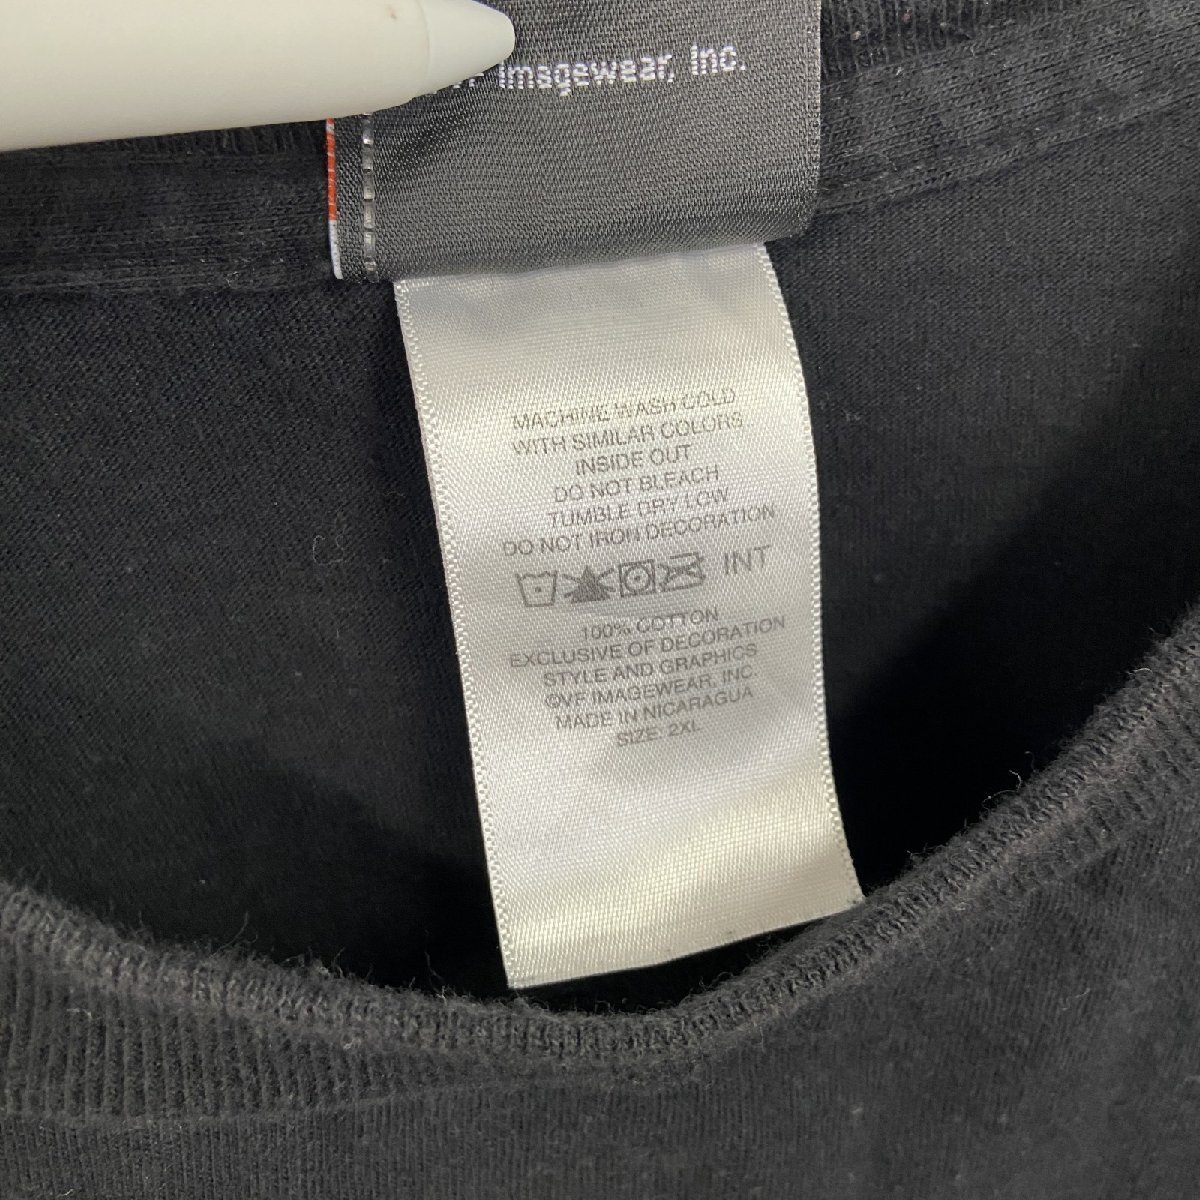 Imagewear, Inc.
MACHINE WASH COLD
WITH SIMILAR COLORS
INSIDE OUT
DO NOT BLEACH
TUMBLE DRY LOW
DO NOT IRON DECORATION
INT
100% COTTON
EXCLUSIVE OF DECORATION
STYLE AND GRAPHICS
©VF IMAGEWEAR, INC.
MADE IN NICARAGUA
SIZE: 2XL